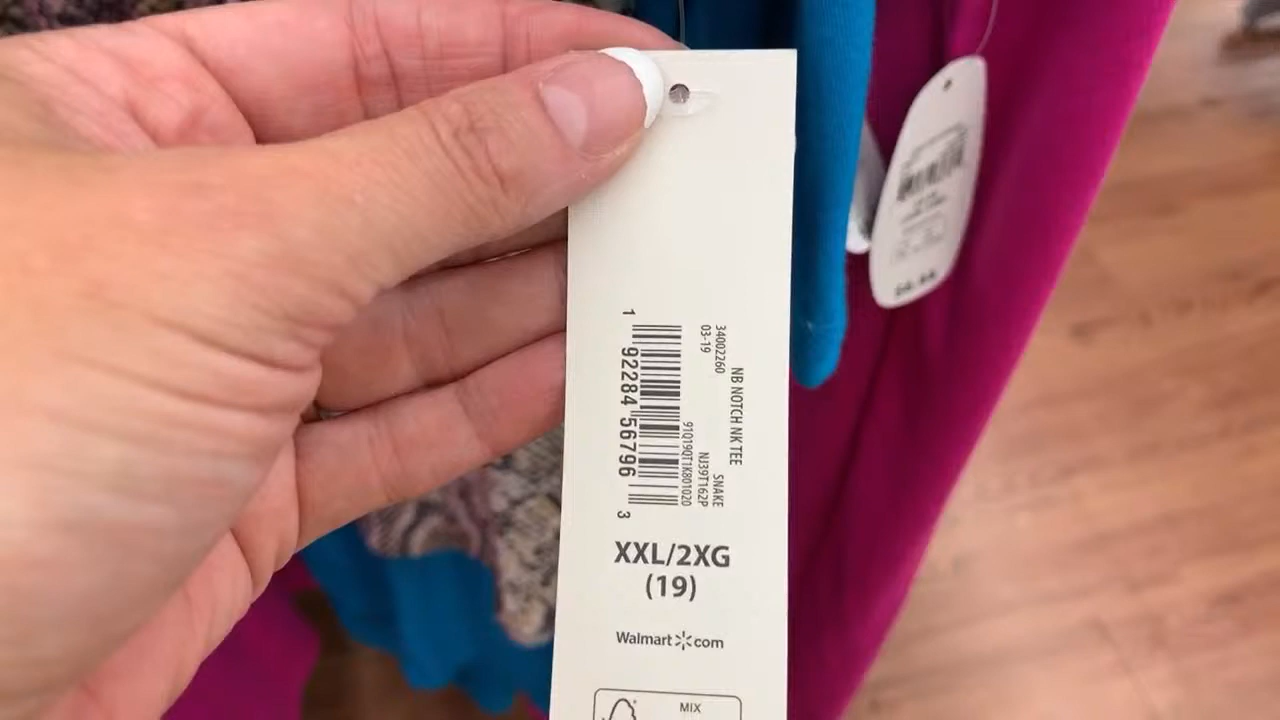 34002260
03-19
NB NOTCH NK TEE
SNAKE
NJ39T162P
91Q19QT1K801020
1 92284 56796 3
XXL/2XG
(19)
Walmart com
MIX